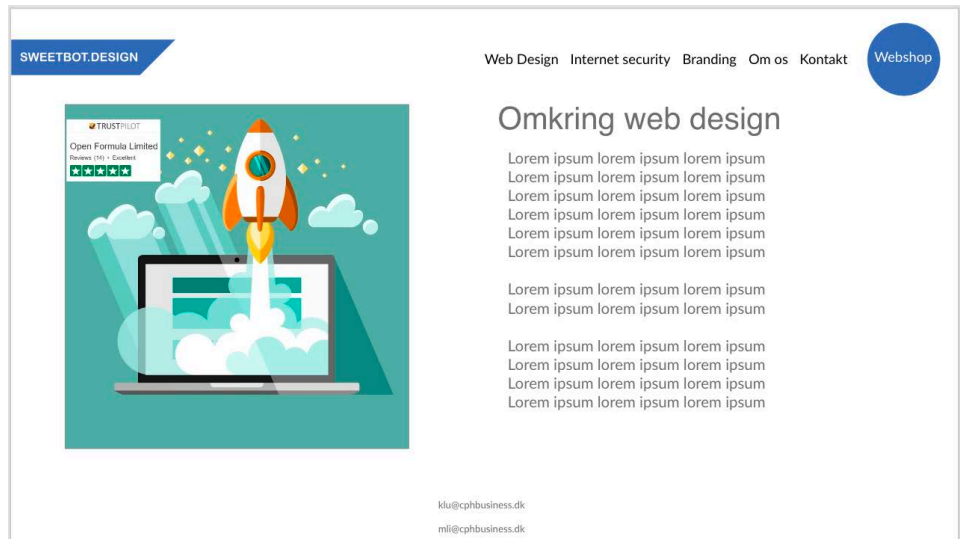 SWEETBOT.DESIGN
Web Design Internet security Branding Om os Kontakt Webshop
TRUSTPILOT
Open Formula Limited
Reviews (14) • Excellent
Omkring web design
Lorem ipsum lorem ipsum lorem ipsum
Lorem ipsum lorem ipsum lorem ipsum
Lorem ipsum lorem ipsum lorem ipsum
Lorem ipsum lorem ipsum lorem ipsum
Lorem ipsum lorem ipsum lorem ipsum
Lorem ipsum lorem ipsum lorem ipsum
Lorem ipsum lorem ipsum lorem ipsum
Lorem ipsum lorem ipsum lorem ipsum
Lorem ipsum lorem ipsum lorem ipsum
Lorem ipsum lorem ipsum lorem ipsum
Lorem ipsum lorem ipsum lorem ipsum
Lorem ipsum lorem ipsum lorem ipsum
klu@cphbusiness.dk
mli@cphbusiness.dk